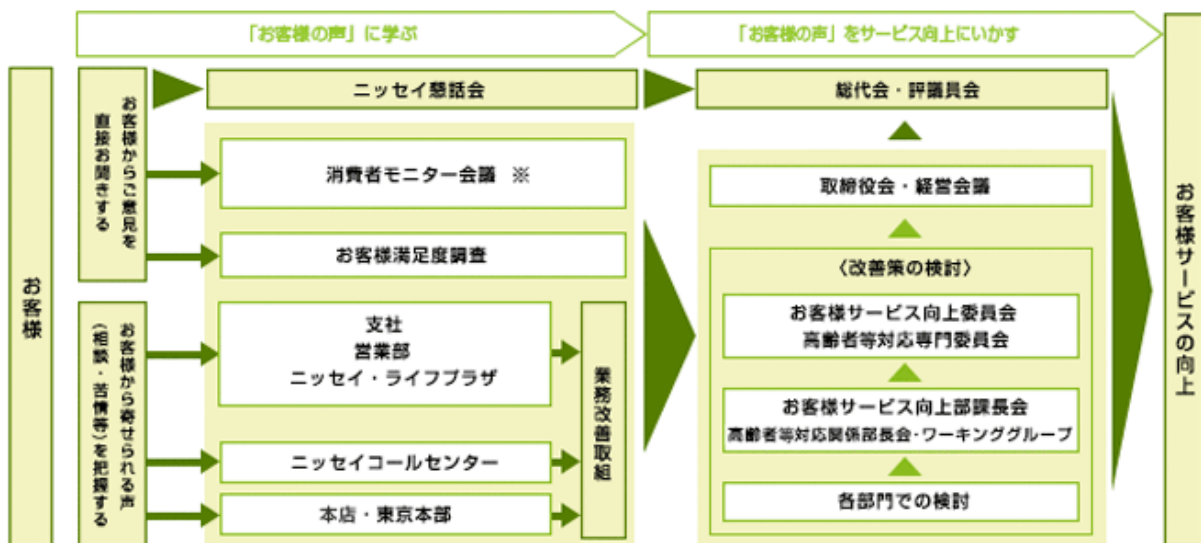 「お客様の声」に学ぶ
「お客様の声」をサービス向上にいかす
お客様
お客様からご意見を
直接お聞きする
ニッセイ懇話会
総代会・評議員会
消費者モニター会議 ※
お客様満足度調査
お客様から寄せられる声
(相談・苦情等)を把握する
支社
営業部
ニッセイ・ライフプラザ
ニッセイコールセンター
本店・東京本部
業務改善取組
取締役会・経営会議
〈改善策の検討〉
お客様サービス向上委員会
高齢者等対応専門委員会
お客様サービス向上部課長会
高齢者等対応関係部長会・ワーキンググループ
各部門での検討
お客様サービスの向上